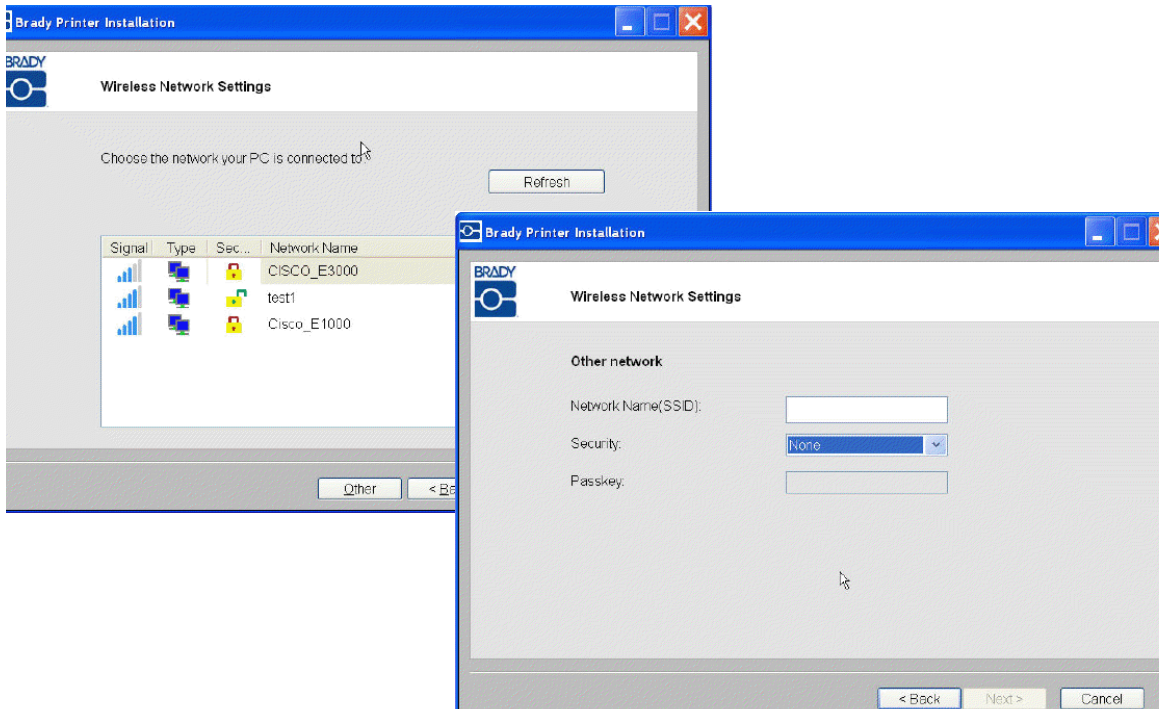 Brady Printer Installation
BRADY
Wireless Network Settings
Choose the network your PC is connected to:
Refresh
Signal Type Sec... Network Name
CISCO_E3000
test1
Cisco_E1000
Other < Ba
Brady Printer Installation
BRADY
Wireless Network Settings
Other network
Network Name(SSID):
Security: None
Passkey:
< Back Next > Cancel